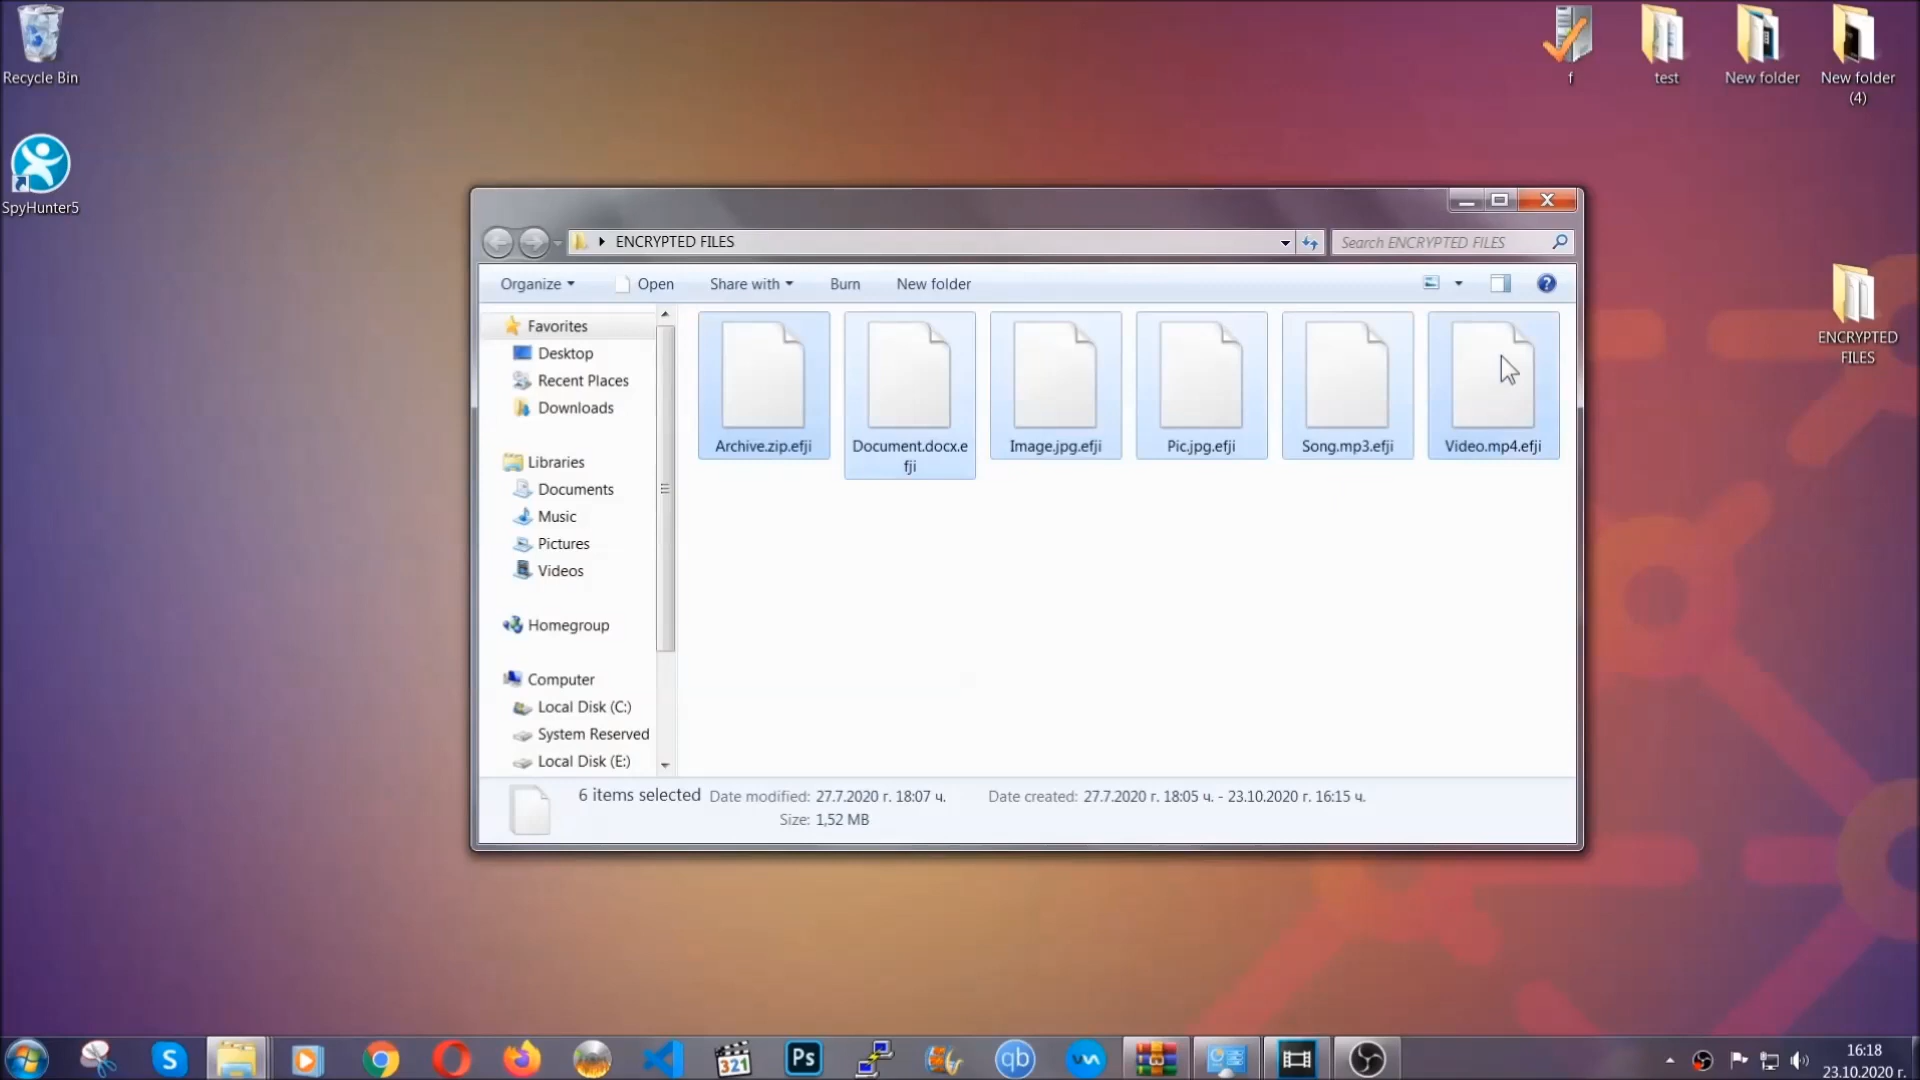 Recycle Bin
SpyHunter5
f
test
New folder
New folder
(4)
ENCRYPTED
FILES
ENCRYPTED FILES
Search ENCRYPTED FILES
Organize
Open
Share with
Burn
New folder
Favorites
Desktop
Recent Places
Downloads
Libraries
Documents
Music
Pictures
Videos
Homegroup
Computer
Local Disk (C:)
System Reserved
Local Disk (E:)
Archive.zip.efji
Document.docx.e
fji
Image.jpg.efji
Pic.jpg.efji
Song.mp3.efji
Video.mp4.efji
6 items selected Date modified: 27.7.2020 г. 18:07 ч. Date created: 27.7.2020 г. 18:05 ч. - 23.10.2020 г. 16:15 ч.
Size: 1,52 MB
S
321
Ps
qb
16:18
23.10.2020 г.